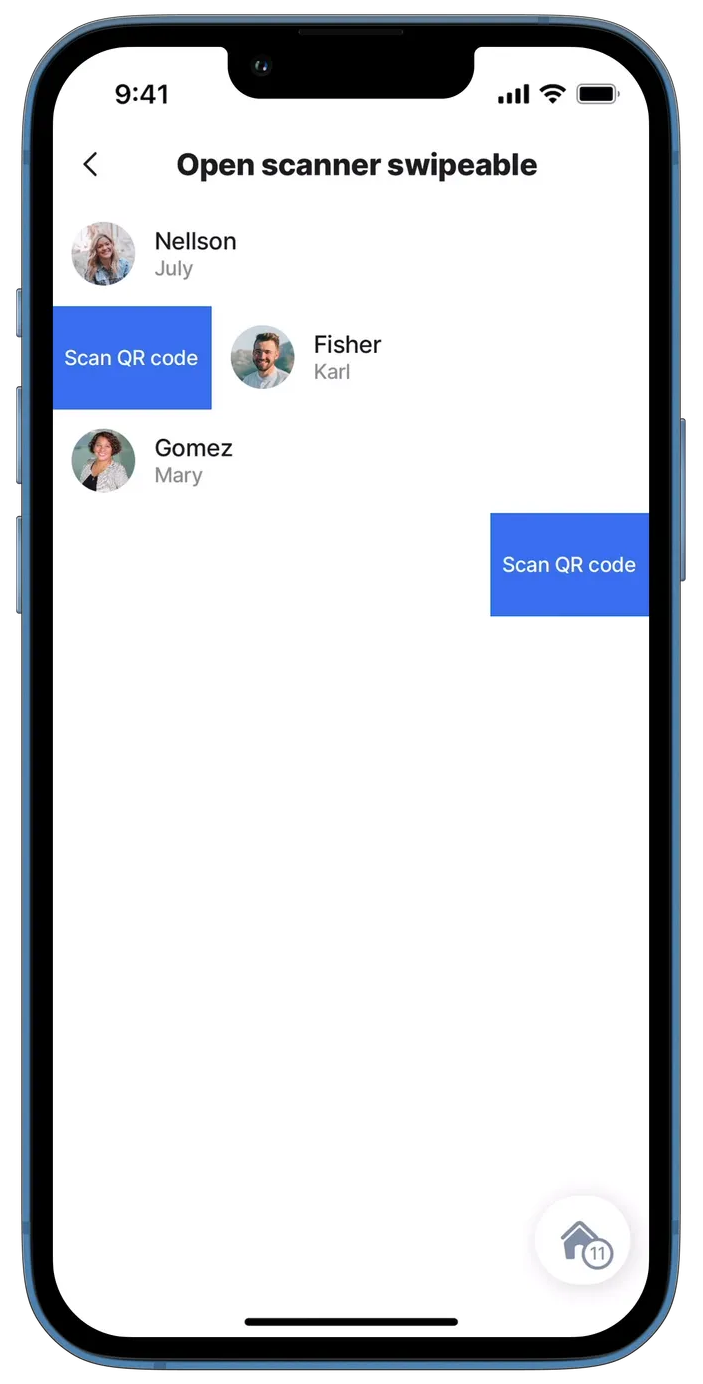 9:41
Open scanner swipeable
Nellson
July
Scan QR code
Fisher
Karl
Gomez
Mary
Scan QR code
11